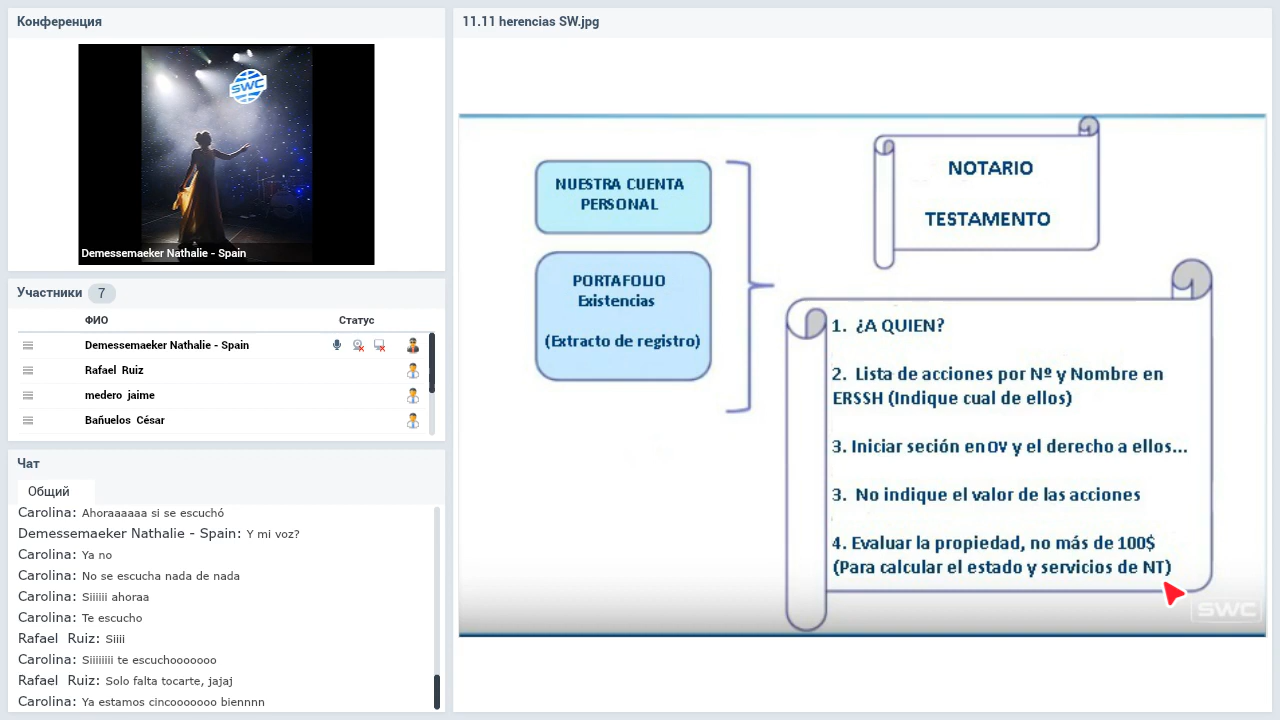 Конференция
SWC
Demessemaeker Nathalie - Spain
Участники 7
ФИО Статус
Demessemaeker Nathalie - Spain
Rafael Ruiz
medero jaime
Bañuelos César
Чат
Общий
Carolina: Ahoraaaaaa si se escuchó
Demessemaeker Nathalie - Spain: Y mi voz?
Carolina: Ya no
Carolina: No se escucha nada de nada
Carolina: Siiiiii ahoraa
Carolina: Te escucho
Rafael Ruiz: Siiii
Carolina: Siiiiiiii te escuchooooooo
Rafael Ruiz: Solo falta tocarte, jajaj
Carolina: Ya estamos cincooooooo biennnn
11.11 herencias SW.jpg
NUESTRA CUENTA
PERSONAL
PORTAFOLIO
Existencias
(Extracto de registro)
NOTARIO
TESTAMENTO
1. ¿A QUIEN?
2. Lista de acciones por Nº y Nombre en
ERSSH (Indique cual de ellos)
3. Iniciar seción en OV y el derecho a ellos...
3. No indique el valor de las acciones
4. Evaluar la propiedad, no más de 100$
(Para calcular el estado y servicios de NT)
SWC